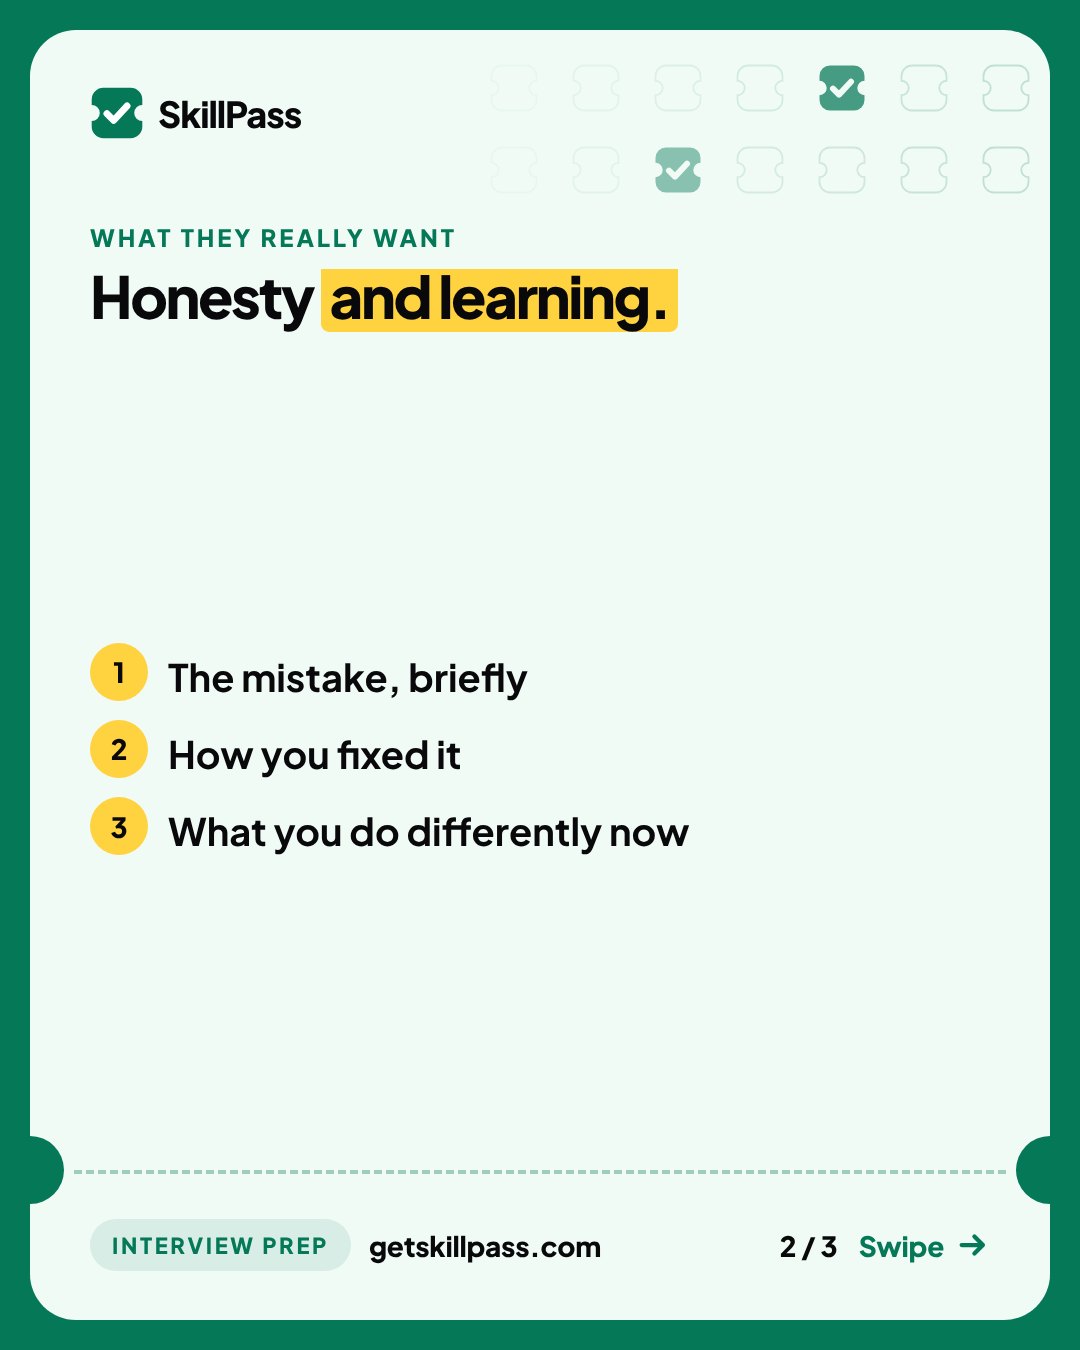 SkillPass
WHAT THEY REALLY WANT
Honesty and learning.
1 The mistake, briefly
2 How you fixed it
3 What you do differently now
INTERVIEW PREP getskillpass.com 2 / 3 Swipe →